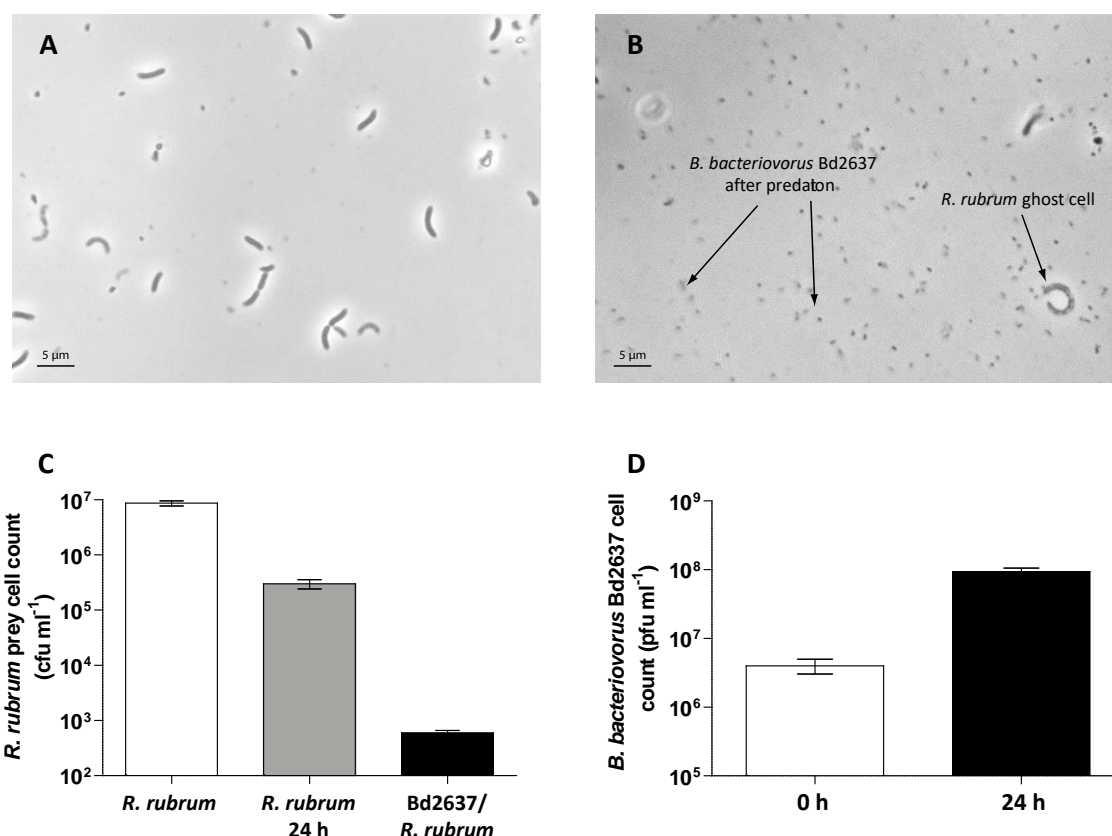 A
5 µm
B
B. bacteriovorus Bd2637
after predaton
R. rubrum ghost cell
5 µm
C
R. rubrum prey cell count
(cfu ml⁻¹)
10⁷
10⁶
10⁵
10⁴
10³
10²
R. rubrum
R. rubrum
24 h
Bd2637/
R. rubrum
D
B. bacteriovorus Bd2637 cell
count (pfu ml⁻¹)
10⁹
10⁸
10⁷
10⁶
10⁵
0 h
24 h